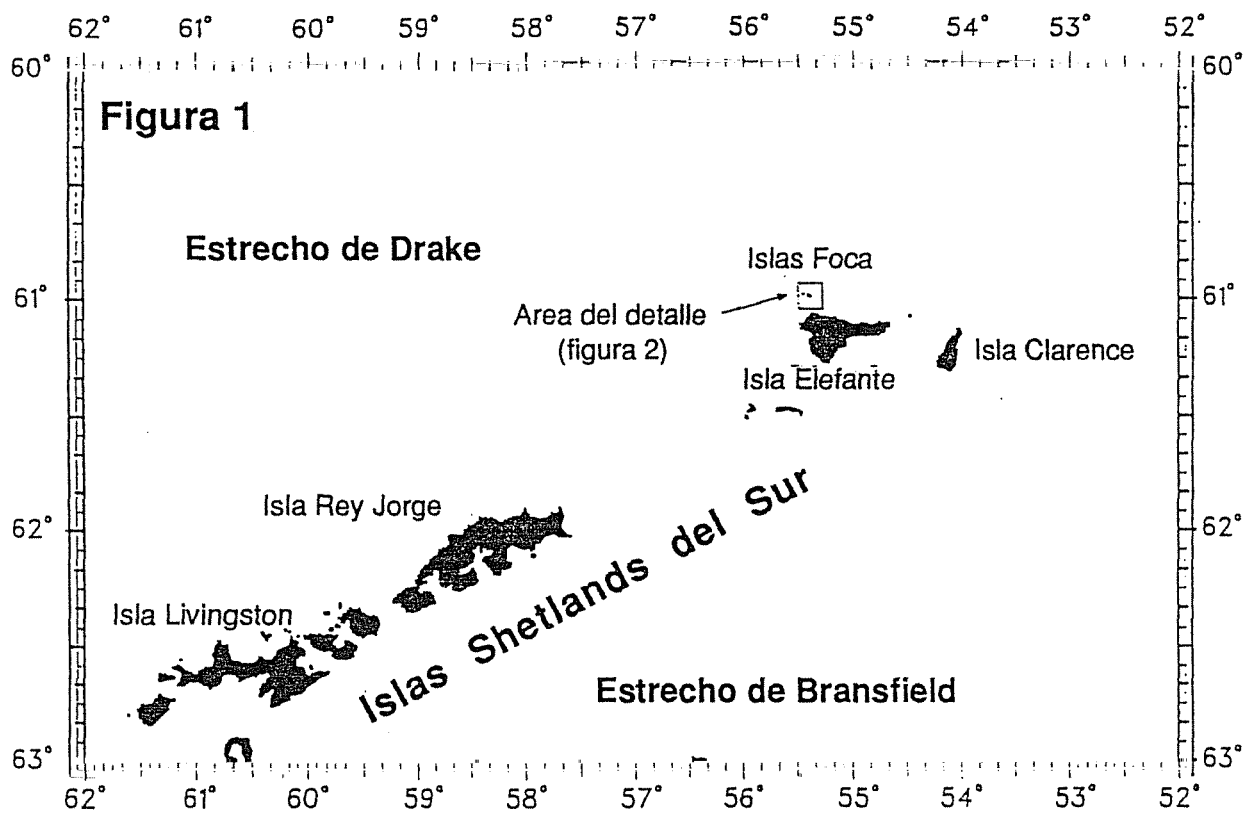 62° 61° 60° 59° 58° 57° 56° 55° 54° 53° 52°
60° 60°
Figura 1
Estrecho de Drake
Islas Foca
61° 61°
Area del detalle
(figura 2)
Isla Clarence
Isla Elefante
Isla Rey Jorge
62° 62°
Islas Shetlands del Sur
Isla Livingston
Estrecho de Bransfield
63° 63°
62° 61° 60° 59° 58° 57° 56° 55° 54° 53° 52°